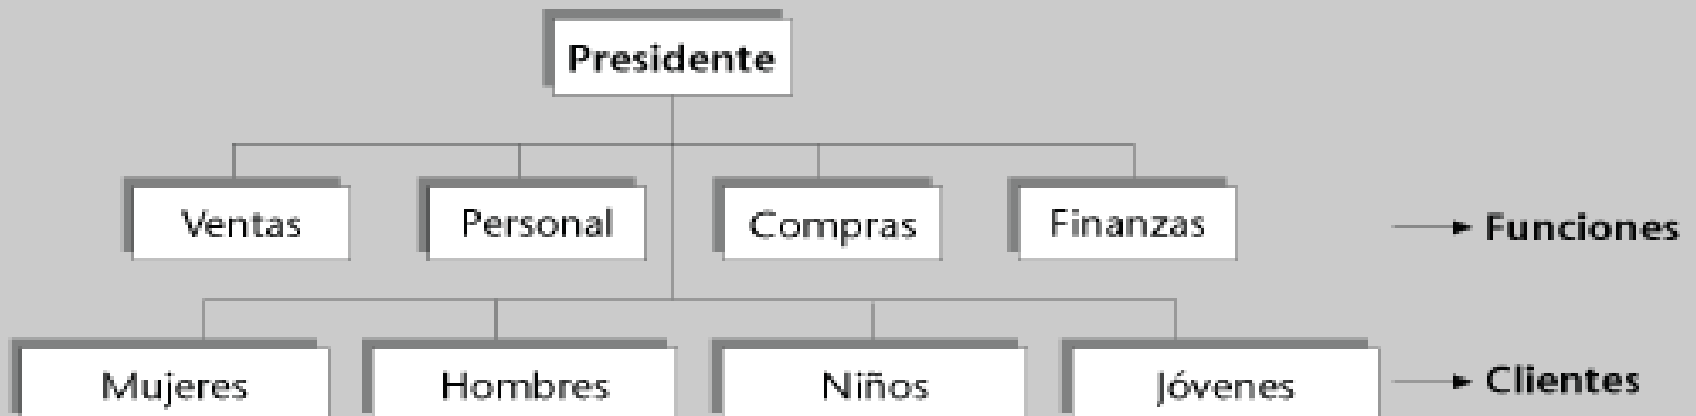 Presidente
Ventas Personal Compras Finanzas Funciones
Mujeres Hombres Niños Jóvenes Clientes